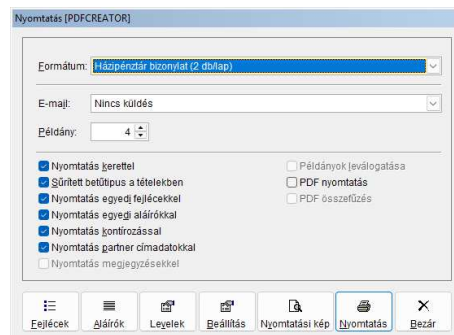 Nyomtatás [PDFCREATOR]
Formátum: Házipénztár bizonylat (2 db/lap)
E-mail: Nincs küldés
Példány: 4
Nyomtatás kerettel
Sűrített betűtipus a tételekben
Nyomtatás egyedi fejlécekkel
Nyomtatás egyedi aláírókkal
Nyomtatás kontírozással
Nyomtatás partner címadatokkal
Nyomtatás megjegyzésekkel
Példányok leválogatása
PDF nyomtatás
PDF összefűzés
Fejlécek Aláírók Levelek Beállítás Nyomtatási kép Nyomtatás Bezár